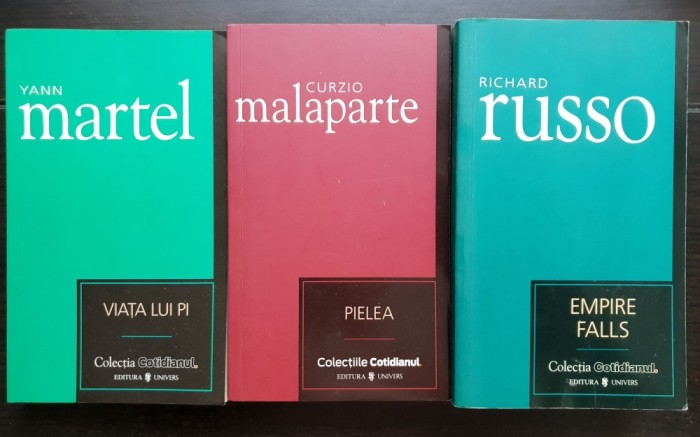 YANN
martel
VIAȚA LUI PI
Colecția Cotidianul.
EDITURA UNIVERS
CURZIO
malaparte
PIELEA
Colecțiile Cotidianul.
EDITURA UNIVERS
RICHARD
russo
EMPIRE
FALLS
Colecția Cotidianul.
EDITURA UNIVERS